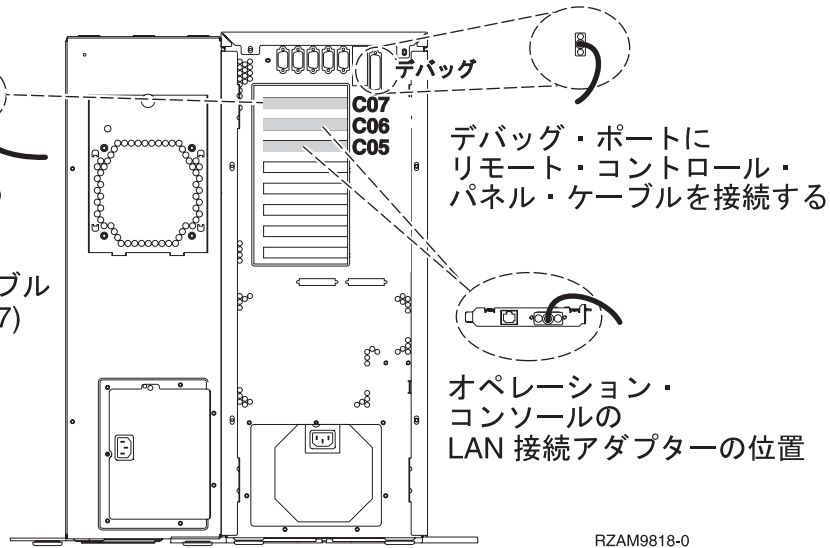 デバッグ
C07
C06
C05
デバッグ・ポートに
リモート・コントロール・
パネル・ケーブルを接続する
ブル
7)
オペレーション・
コンソールの
LAN 接続アダプターの位置
RZAM9818-0